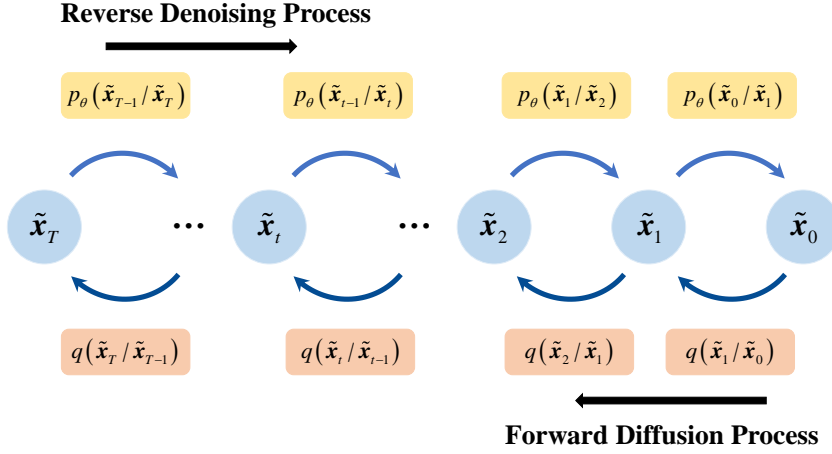 Reverse Denoising Process
p_θ(x̃_{T−1}/x̃_T) p_θ(x̃_{t−1}/x̃_t) p_θ(x̃_1/x̃_2) p_θ(x̃_0/x̃_1)
x̃_T ··· x̃_t ··· x̃_2 x̃_1 x̃_0
q(x̃_T/x̃_{T−1}) q(x̃_t/x̃_{t−1}) q(x̃_2/x̃_1) q(x̃_1/x̃_0)
Forward Diffusion Process